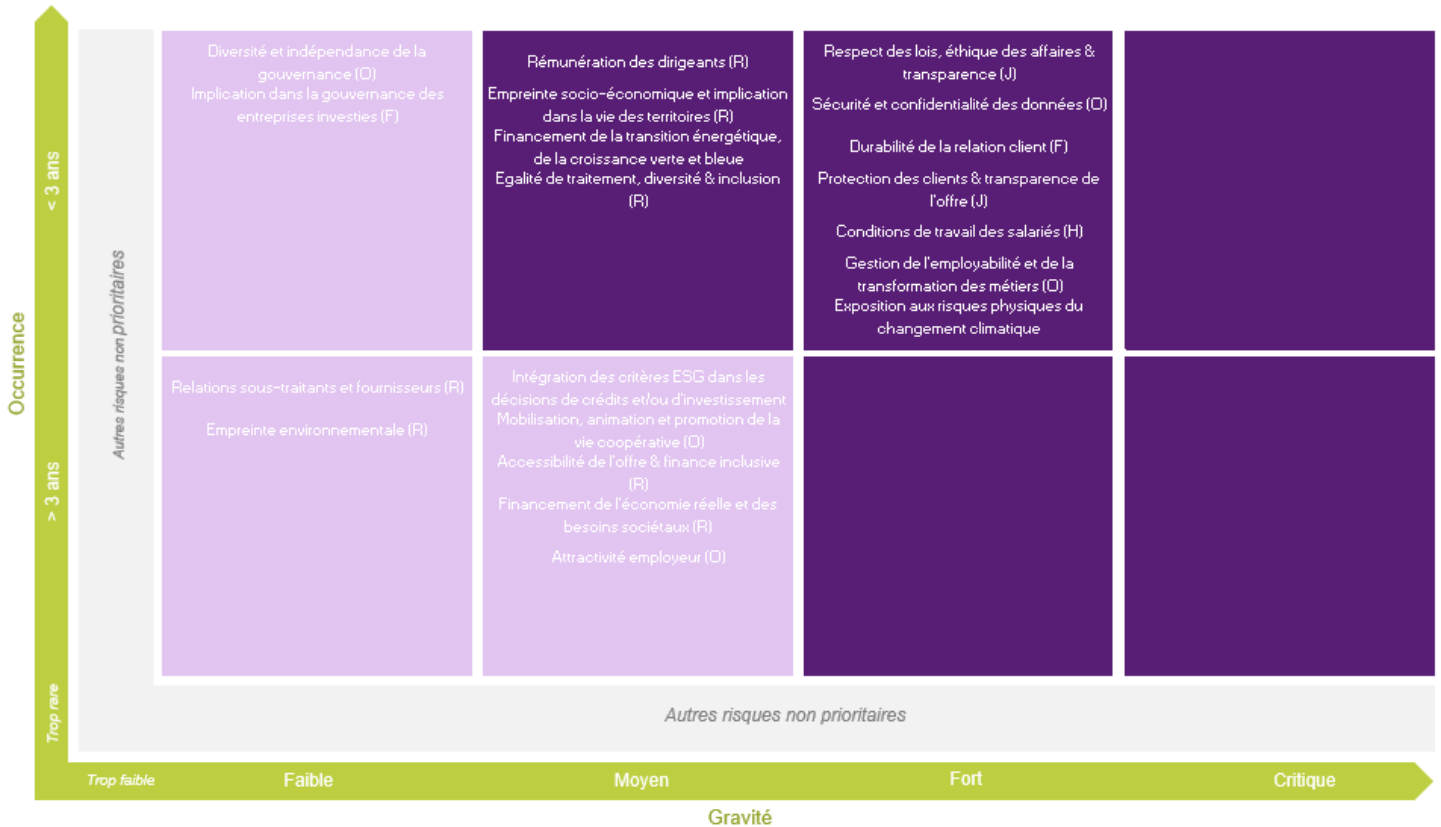 Occurrence
< 3 ans
> 3 ans
Trop rare
Autres risques non prioritaires
Diversité et indépendance de la
gouvernance (O)
Implication dans la gouvernance des
entreprises investies (F)
Rémunération des dirigeants (R)
Empreinte socio-économique et implication
dans la vie des territoires (R)
Financement de la transition énergétique,
de la croissance verte et bleue
Egalité de traitement, diversité & inclusion
(R)
Respect des lois, éthique des affaires &
transparence (J)
Sécurité et confidentialité des données (O)
Durabilité de la relation client (F)
Protection des clients & transparence de
l'offre (J)
Conditions de travail des salariés (H)
Gestion de l'employabilité et de la
transformation des métiers (O)
Exposition aux risques physiques du
changement climatique
Relations sous-traitants et fournisseurs (R)
Empreinte environnementale (R)
Intégration des critères ESG dans les
décisions de crédits et/ou d'investissement
Mobilisation, animation et promotion de la
vie coopérative (O)
Accessibilité de l'offre & finance inclusive
(R)
Financement de l'économie réelle et des
besoins sociétaux (R)
Attractivité employeur (O)
Autres risques non prioritaires
Trop faible
Faible
Moyen
Fort
Critique
Gravité